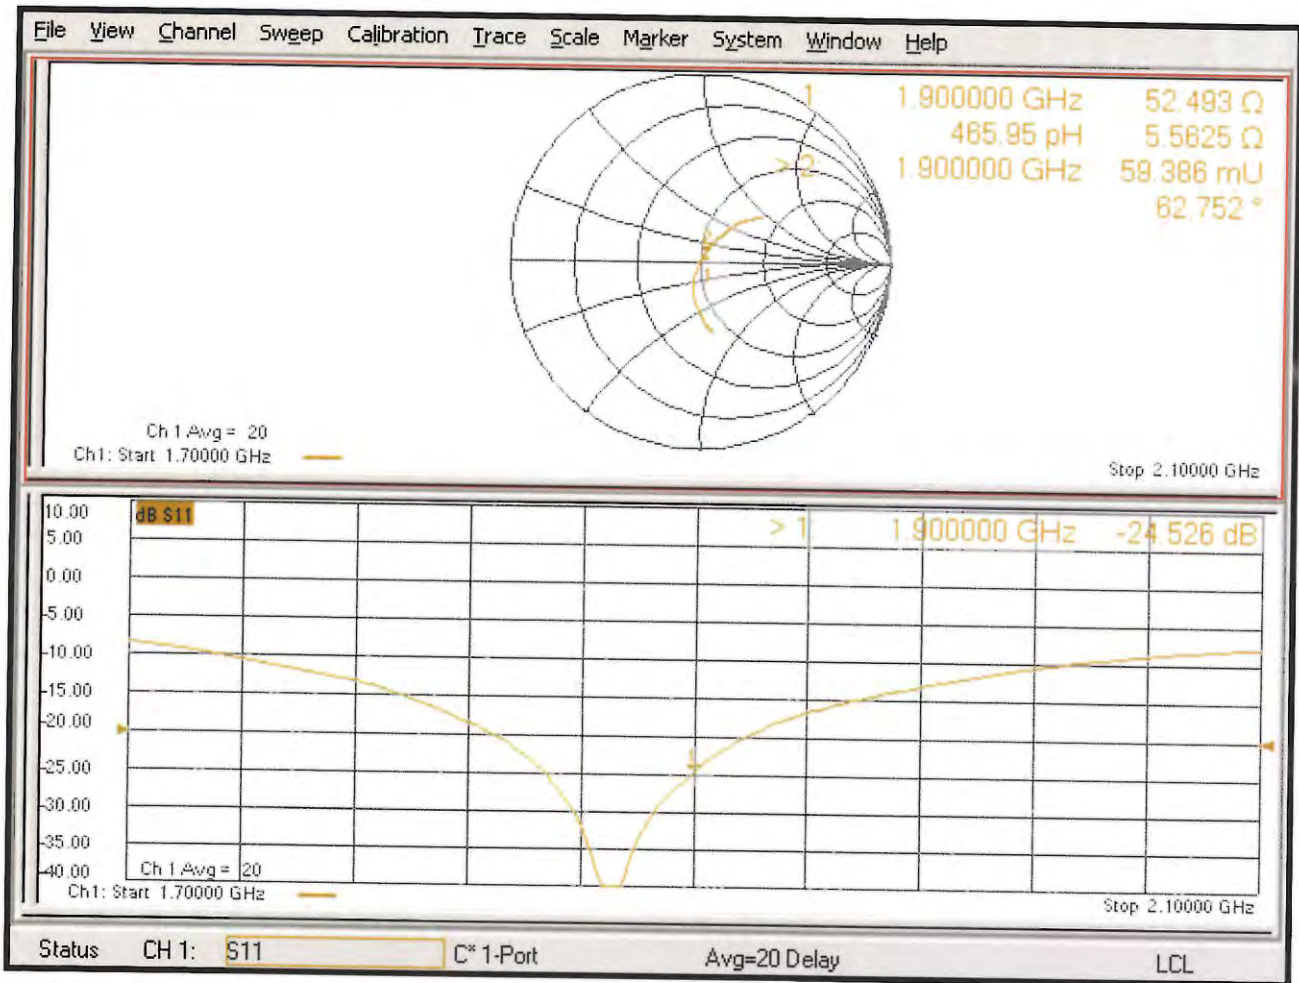 File View Channel Sweep Calibration Trace Scale Marker System Window Help
1 1.900000 GHz 52.493 Ω
465.95 pH 5.5625 Ω
> 2 1.900000 GHz 59.386 mU
62.752 °
2
1
Ch 1 Avg = 20
Ch1: Start 1.70000 GHz
Stop 2.10000 GHz
10.00
dB S11
> 1 1.900000 GHz -24.526 dB
5.00
0.00
-5.00
-10.00
-15.00
-20.00
-25.00
-30.00
-35.00
-40.00
1
Ch 1 Avg = 20
Ch1: Start 1.70000 GHz
Stop 2.10000 GHz
Status CH 1: S11 C* 1-Port Avg=20 Delay LCL